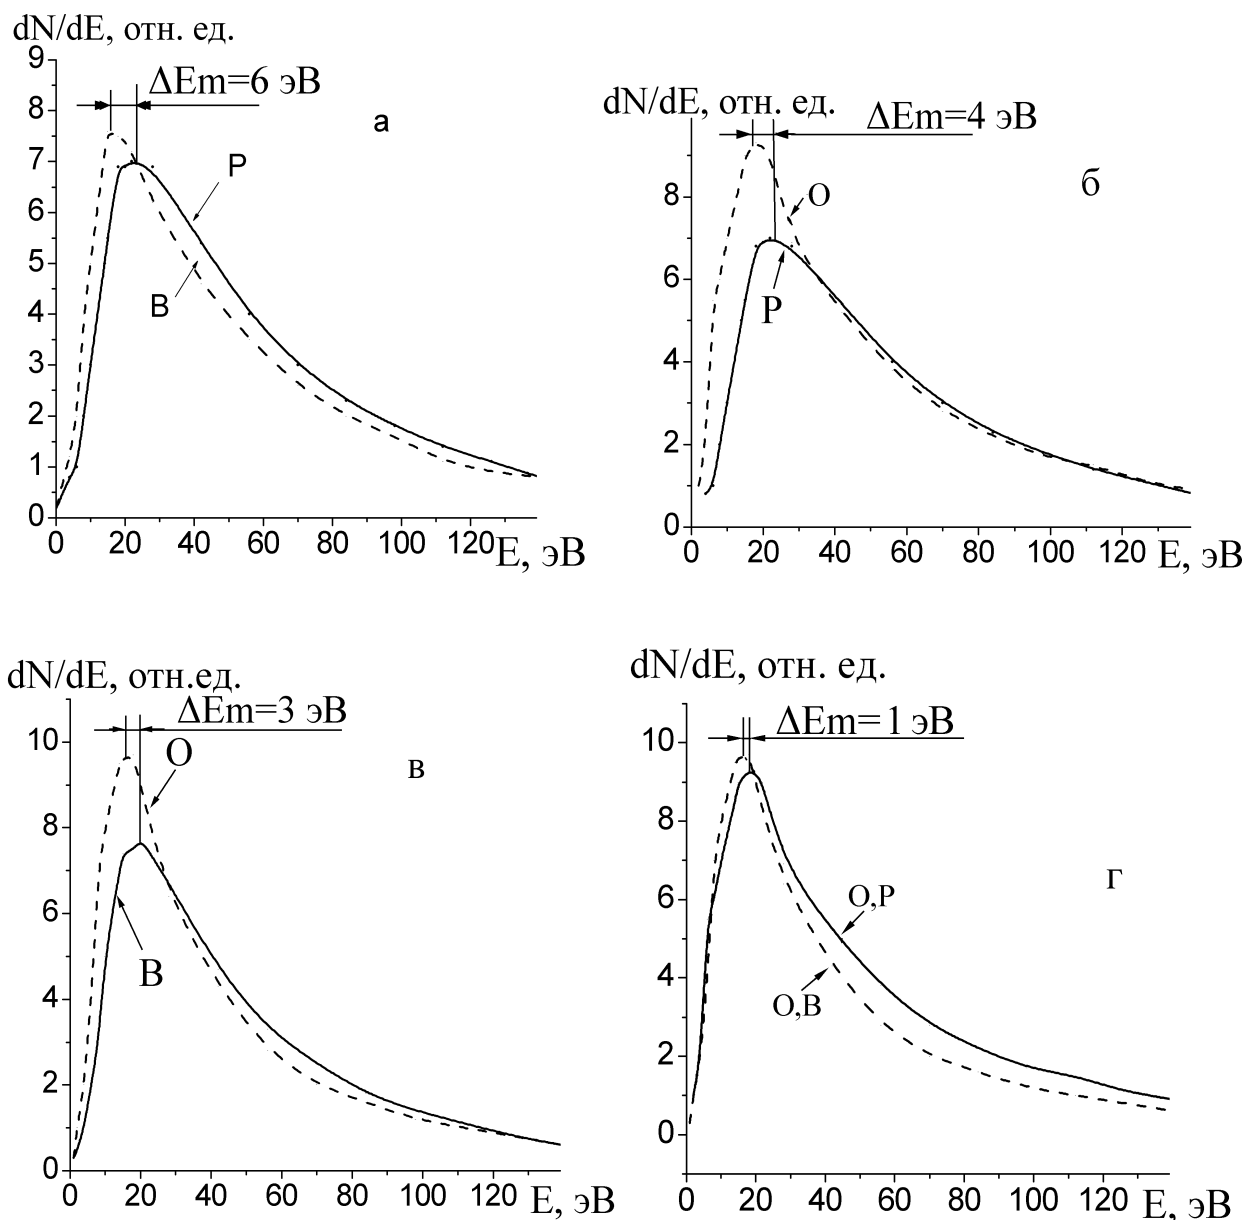 dN/dE, отн. ед.
9
ΔEm=6 эВ
8
а
7
P
6
5
B
4
3
2
1
0
0 20 40 60 80 100 120 E, эВ
dN/dE, отн. ед.
ΔEm=4 эВ
8
б
O
6
P
4
2
0
0 20 40 60 80 100 120 E, эВ
dN/dE, отн.ед.
ΔEm=3 эВ
10
O
в
8
6
B
4
2
0
0 20 40 60 80 100 120 E, эВ
dN/dE, отн. ед.
ΔEm=1 эВ
10
8
г
O,P
6
4
O,B
2
0
0 20 40 60 80 100 120 E, эВ